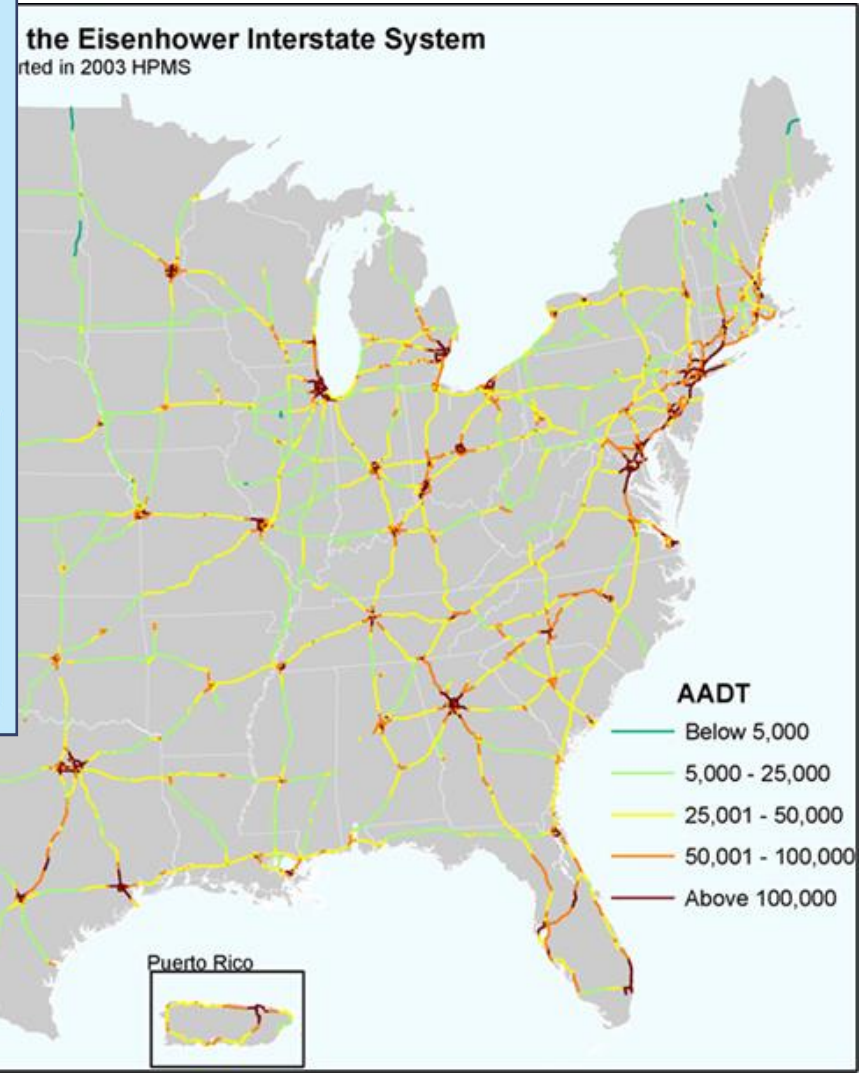 the Eisenhower Interstate System
rted in 2003 HPMS
AADT
Below 5,000
5,000 - 25,000
25,001 - 50,000
50,001 - 100,000
Above 100,000
Puerto Rico